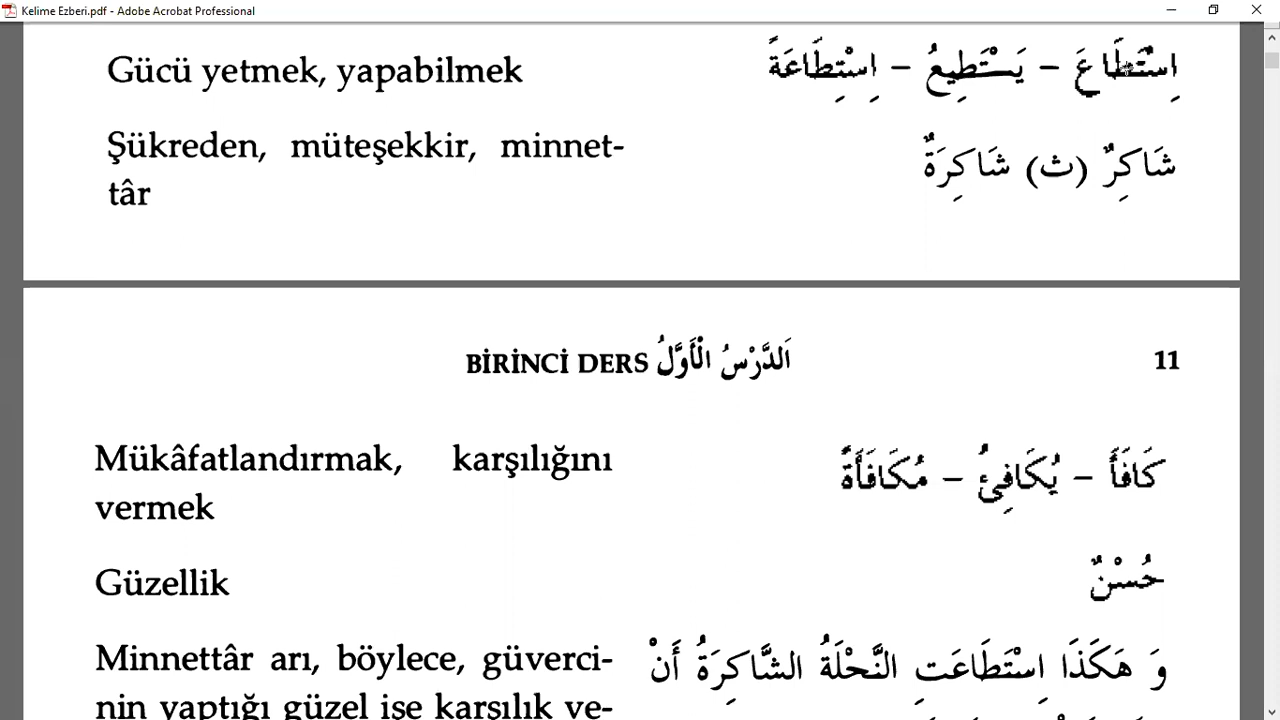 Kelime Ezberi.pdf - Adobe Acrobat Professional
Gücü yetmek, yapabilmek
اِسْتَطَاعَ – يَسْتَطِيعُ – اِسْتِطَاعَةً
Şükreden, müteşekkir, minnet-
târ
شَاكِرٌ (ث) شَاكِرَةٌ
BİRİNCİ DERS اَلدَّرْسُ الْأَوَّلُ
11
Mükâfatlandırmak, karşılığını
vermek
كَافَأَ – يُكَافِئُ – مُكَافَأَةً
Güzellik
حُسْنٌ
Minnettâr arı, böylece, güverci-
nin yaptığı güzel işe karşılık ve-
وَ هَكَذَا اِسْتَطَاعَتِ النَّحْلَةُ الشَّاكِرَةُ أَنْ